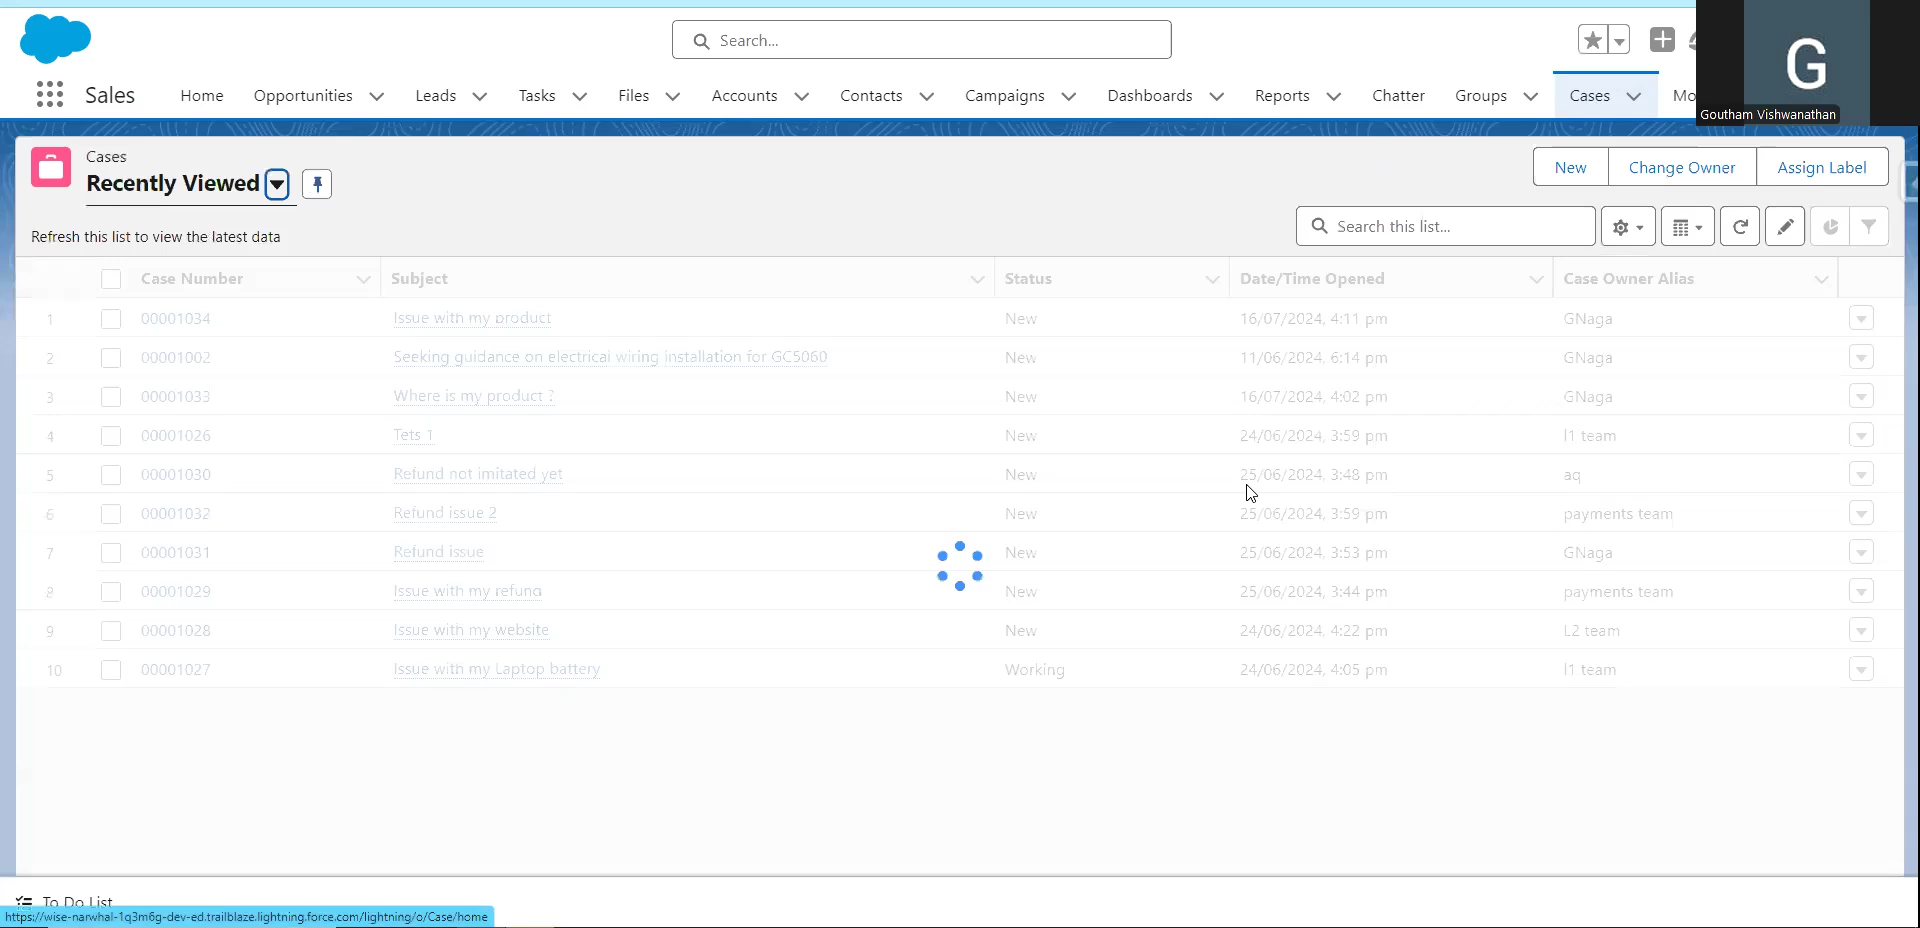 Search...
G
Goutham Vishwanathan
Sales Home Opportunities Leads Tasks Files Accounts Contacts Campaigns Dashboards Reports Chatter Groups Cases Mo
Cases
Recently Viewed
New Change Owner Assign Label
Refresh this list to view the latest data
Search this list...
Case Number Subject Status Date/Time Opened Case Owner Alias
1 00001034 Issue with my product New 16/07/2024, 4:11 pm GNaga
2 00001002 Seeking guidance on electrical wiring installation for GC5060 New 11/06/2024, 6:14 pm GNaga
3 00001033 Where is my product ? New 16/07/2024, 4:02 pm GNaga
4 00001026 Tets 1 New 24/06/2024, 3:59 pm l1 team
5 00001030 Refund not imitated yet New 25/06/2024, 3:48 pm aq
6 00001032 Refund issue 2 New 25/06/2024, 3:59 pm payments team
7 00001031 Refund issue New 25/06/2024, 3:53 pm GNaga
8 00001029 Issue with my refund New 25/06/2024, 3:44 pm payments team
9 00001028 Issue with my website New 24/06/2024, 4:22 pm L2 team
10 00001027 Issue with my Laptop battery Working 24/06/2024, 4:05 pm l1 team
To Do List
https://wise-narwhal-1q3m6g-dev-ed.trailblaze.lightning.force.com/lightning/o/Case/home